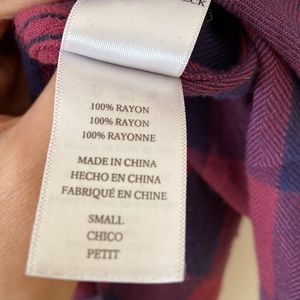 100% RAYON
100% RAYON
100% RAYONNE
MADE IN CHINA
HECHO EN CHINA
FABRIQUÉ EN CHINE
SMALL
CHICO
PETIT